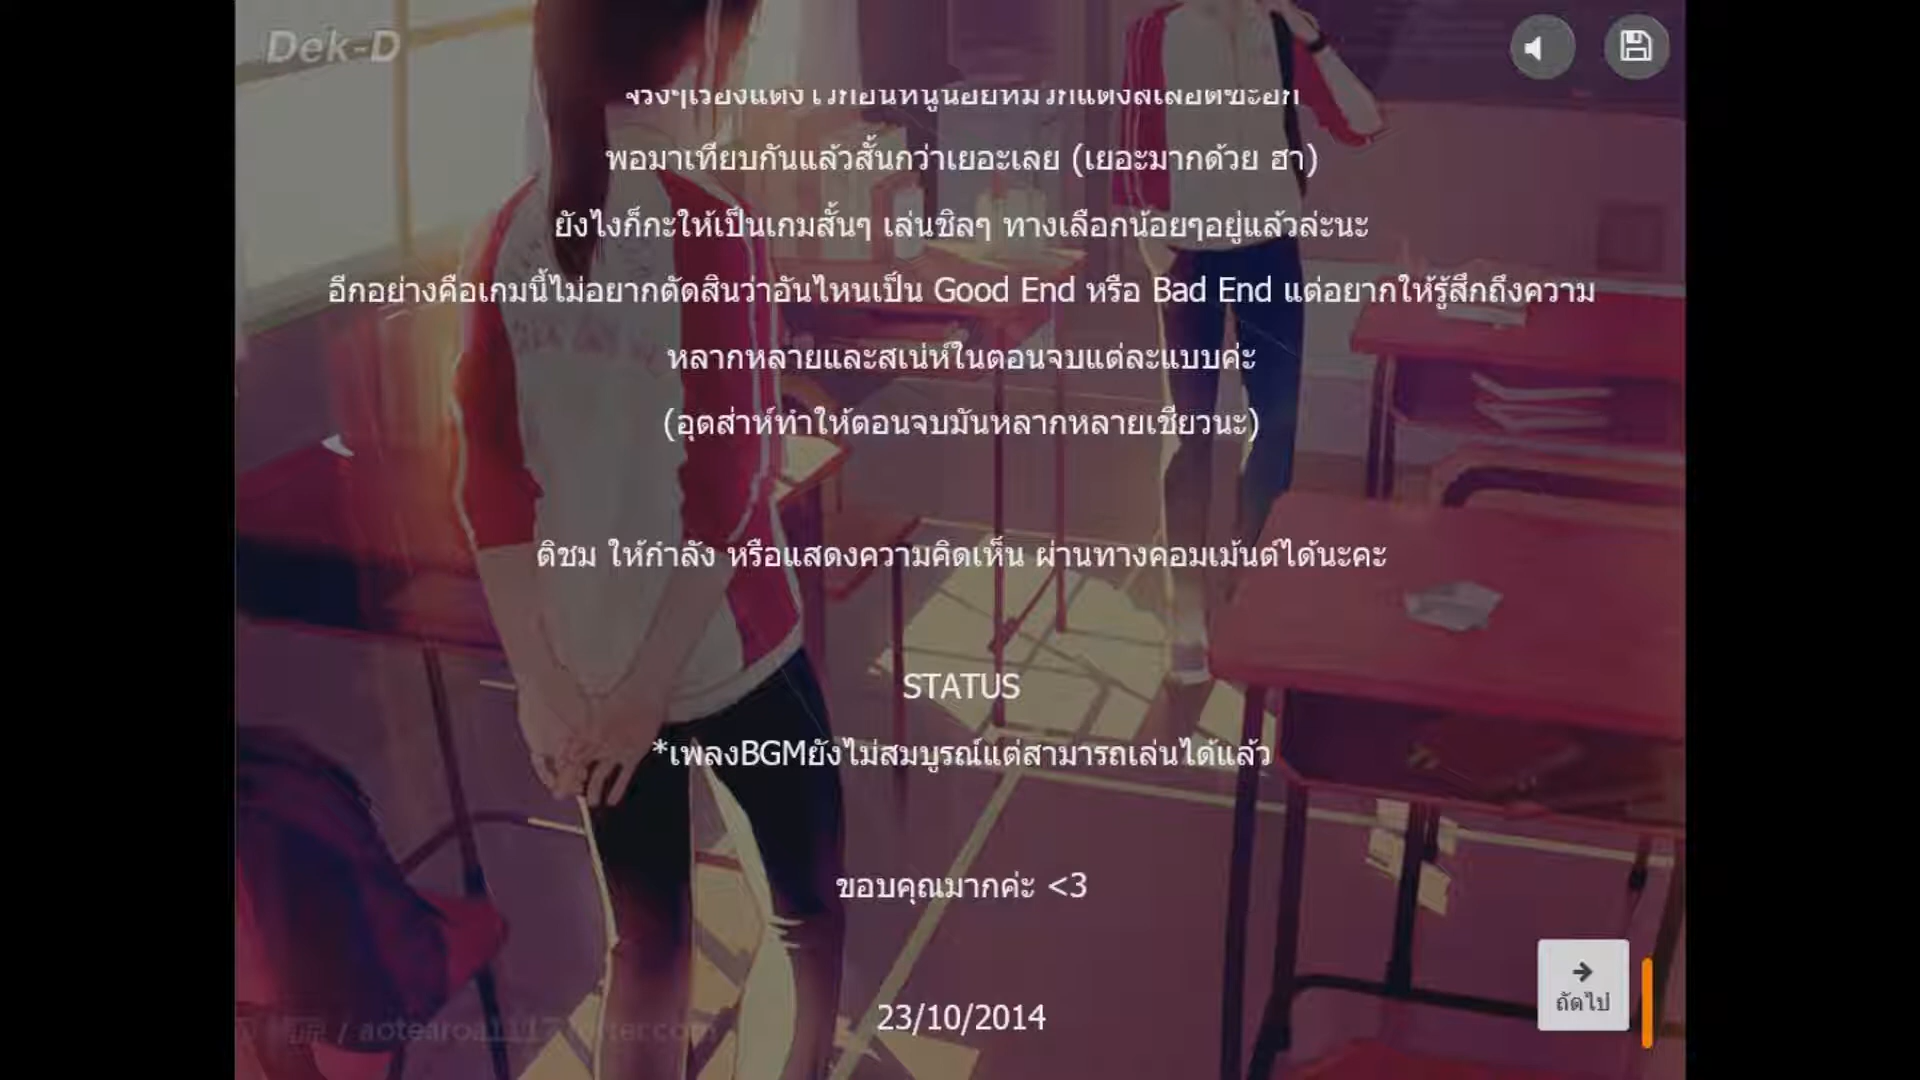 Dek-D
พอมาเทียบกันแล้วสั้นกว่าเยอะเลย (เยอะมากด้วย ฮา)
ยังไงก็กะให้เป็นเกมสั้นๆ เล่นชิลๆ ทางเลือกน้อยๆอยู่แล้วล่ะนะ
อีกอย่างคือเกมนี้ไม่อยากตัดสินว่าอันไหนเป็น Good End หรือ Bad End แต่อยากให้รู้สึกถึงความ
หลากหลายและสเน่ห์ในตอนจบแต่ละแบบค่ะ
(อุตส่าห์ทำให้ตอนจบมันหลากหลายเชียวนะ)
ติชม ให้กำลัง หรือแสดงความคิดเห็น ผ่านทางคอมเม้นต์ได้นะคะ
STATUS
*เพลงBGMยังไม่สมบูรณ์แต่สามารถเล่นได้แล้ว
ขอบคุณมากค่ะ <3
ถัดไป
23/10/2014